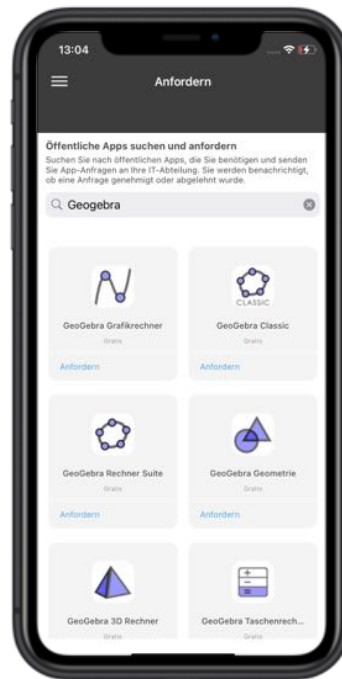 13:04
Anfordern
Öffentliche Apps suchen und anfordern
Suchen Sie nach öffentlichen Apps, die Sie benötigen und senden
Sie App-Anfragen an Ihre IT-Abteilung. Sie werden benachrichtigt,
ob eine Anfrage genehmigt oder abgelehnt wurde.
Geogebra
GeoGebra Grafikrechner
Gratis
Anfordern
CLASSIC
GeoGebra Classic
Gratis
Anfordern
GeoGebra Rechner Suite
Gratis
Anfordern
GeoGebra Geometrie
Gratis
Anfordern
GeoGebra 3D Rechner
Gratis
GeoGebra Taschenrech...
Gratis